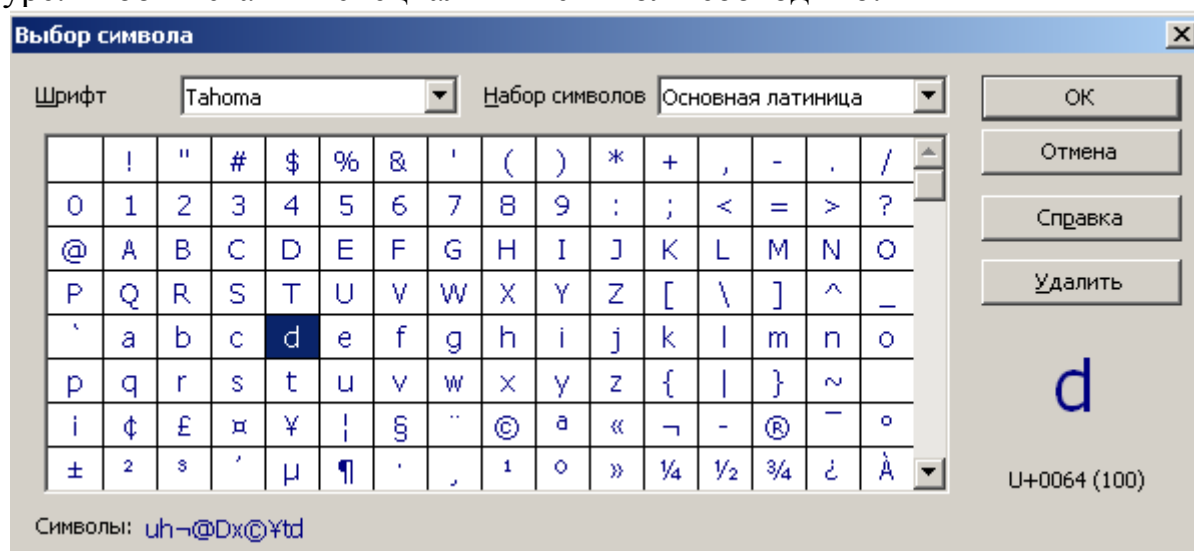 Выбор символа
Шрифт Tahoma Набор символов Основная латиница OK
Отмена
Справка
Удалить
! " # $ % & ' ( ) * + , - . /
0 1 2 3 4 5 6 7 8 9 : ; < = > ?
@ A B C D E F G H I J K L M N O
P Q R S T U V W X Y Z [ \ ] ^ _
` a b c d e f g h i j k l m n o
p q r s t u v w x y z { | } ~
¡ ¢ £ ¤ ¥ ¦ § ¨ © ª « ¬ - ® ¯ °
± ² ³ ´ µ ¶ · ¸ ¹ º » ¼ ½ ¾ ¿ À
d
U+0064 (100)
Символы: uh¬@Dx©¥td